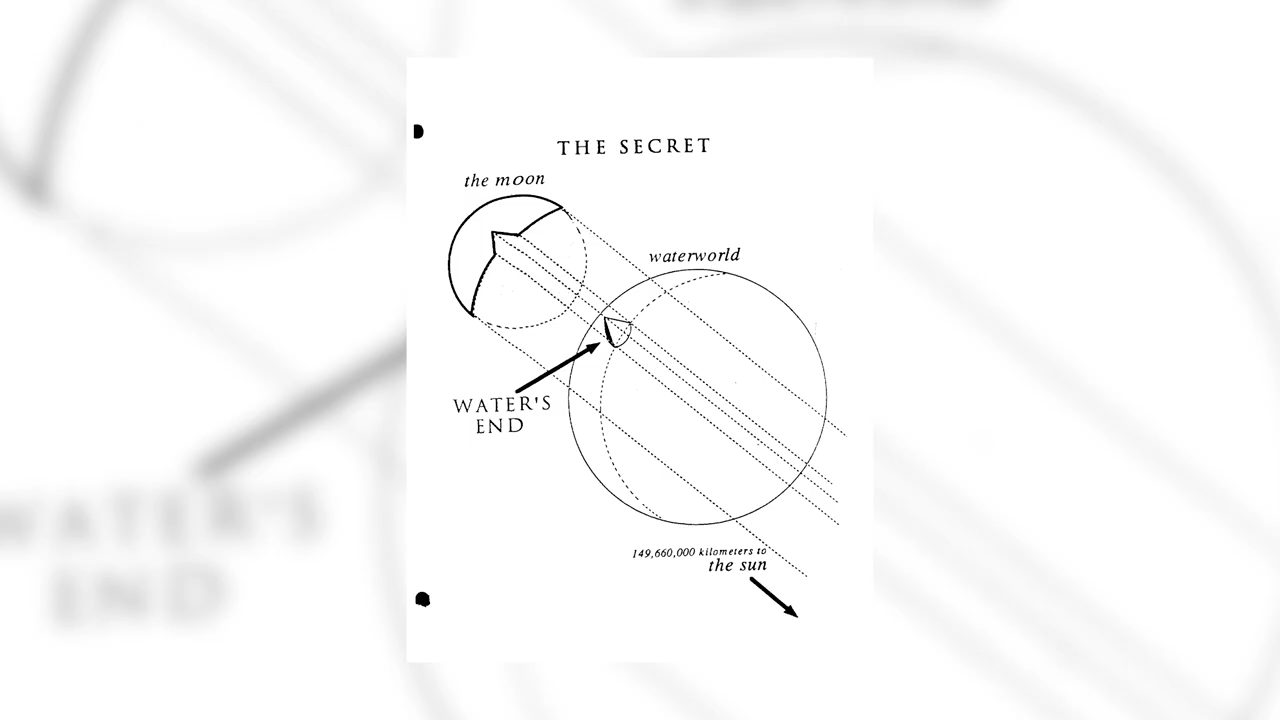 THE SECRET
the moon
waterworld
WATER'S
END
149,660,000 kilometers to
the sun